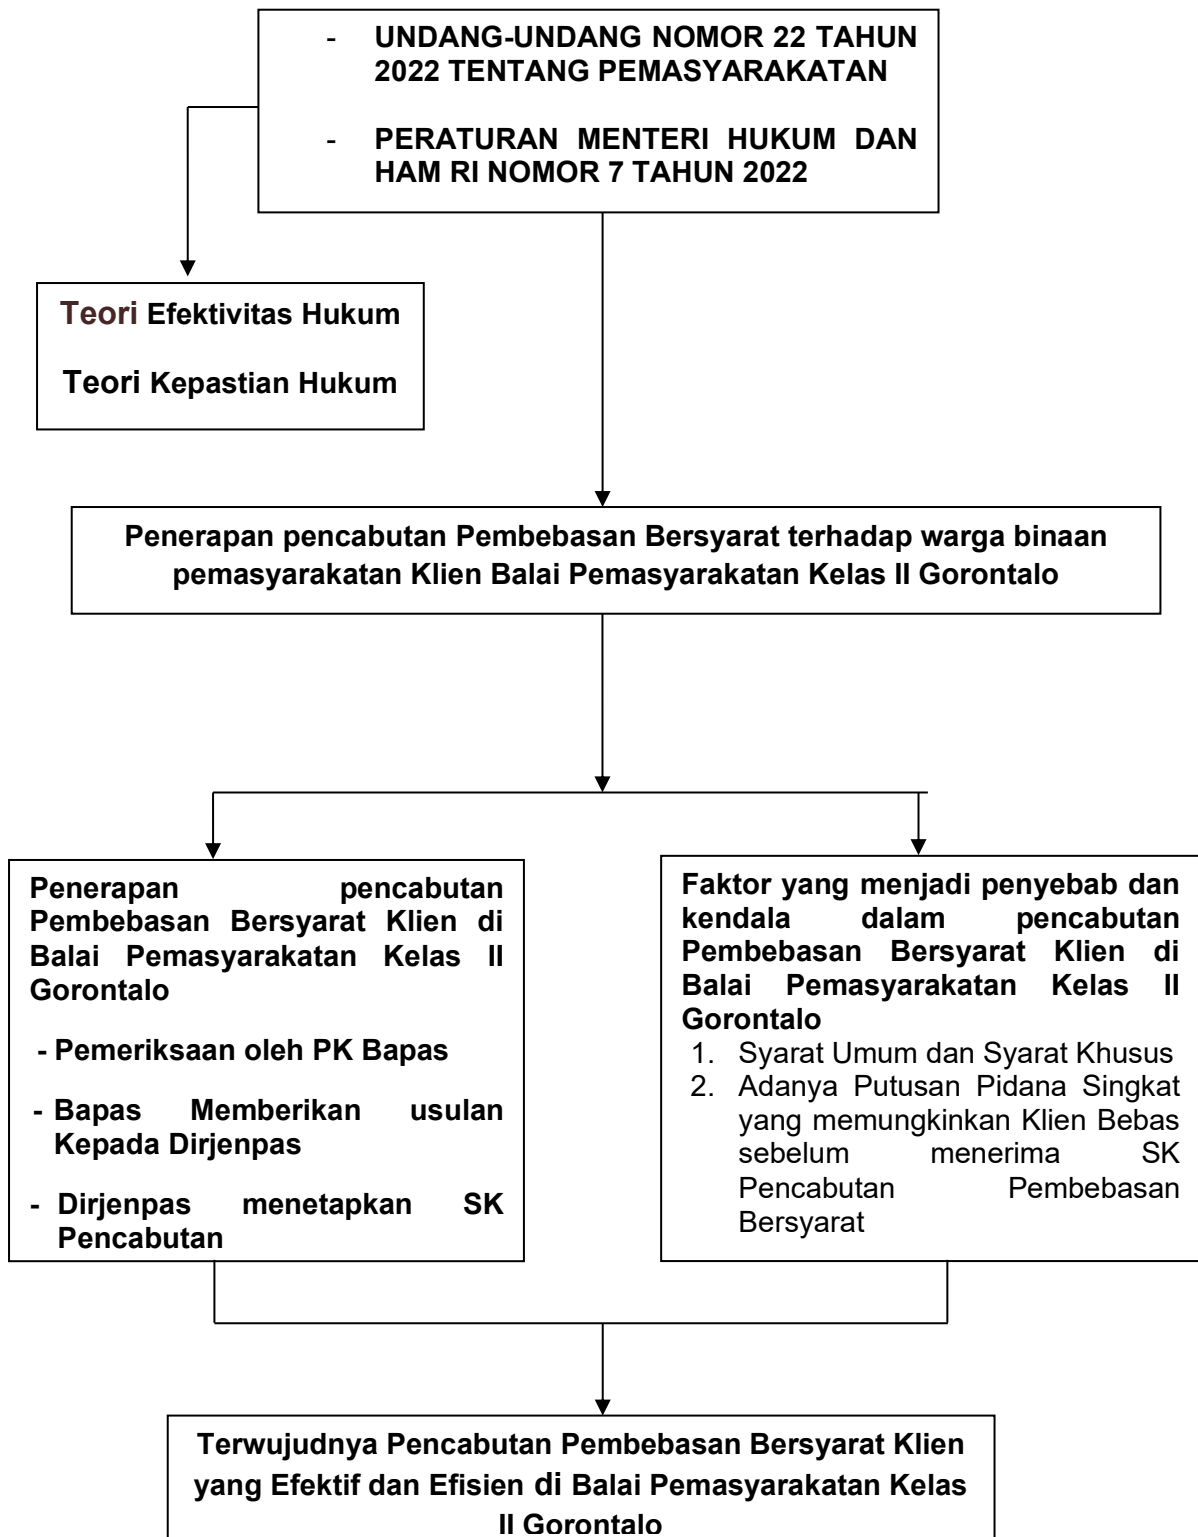 - UNDANG-UNDANG NOMOR 22 TAHUN
2022 TENTANG PEMASYARAKATAN
- PERATURAN MENTERI HUKUM DAN
HAM RI NOMOR 7 TAHUN 2022
Teori Efektivitas Hukum
Teori Kepastian Hukum
Penerapan pencabutan Pembebasan Bersyarat terhadap warga binaan
pemasyarakatan Klien Balai Pemasyarakatan Kelas II Gorontalo
Penerapan pencabutan
Pembebasan Bersyarat Klien di
Balai Pemasyarakatan Kelas II
Gorontalo
- Pemeriksaan oleh PK Bapas
- Bapas Memberikan usulan
Kepada Dirjenpas
- Dirjenpas menetapkan SK
Pencabutan
Faktor yang menjadi penyebab dan
kendala dalam pencabutan
Pembebasan Bersyarat Klien di
Balai Pemasyarakatan Kelas II
Gorontalo
1. Syarat Umum dan Syarat Khusus
2. Adanya Putusan Pidana Singkat
yang memungkinkan Klien Bebas
sebelum menerima SK
Pencabutan Pembebasan
Bersyarat
Terwujudnya Pencabutan Pembebasan Bersyarat Klien
yang Efektif dan Efisien di Balai Pemasyarakatan Kelas
II Gorontalo